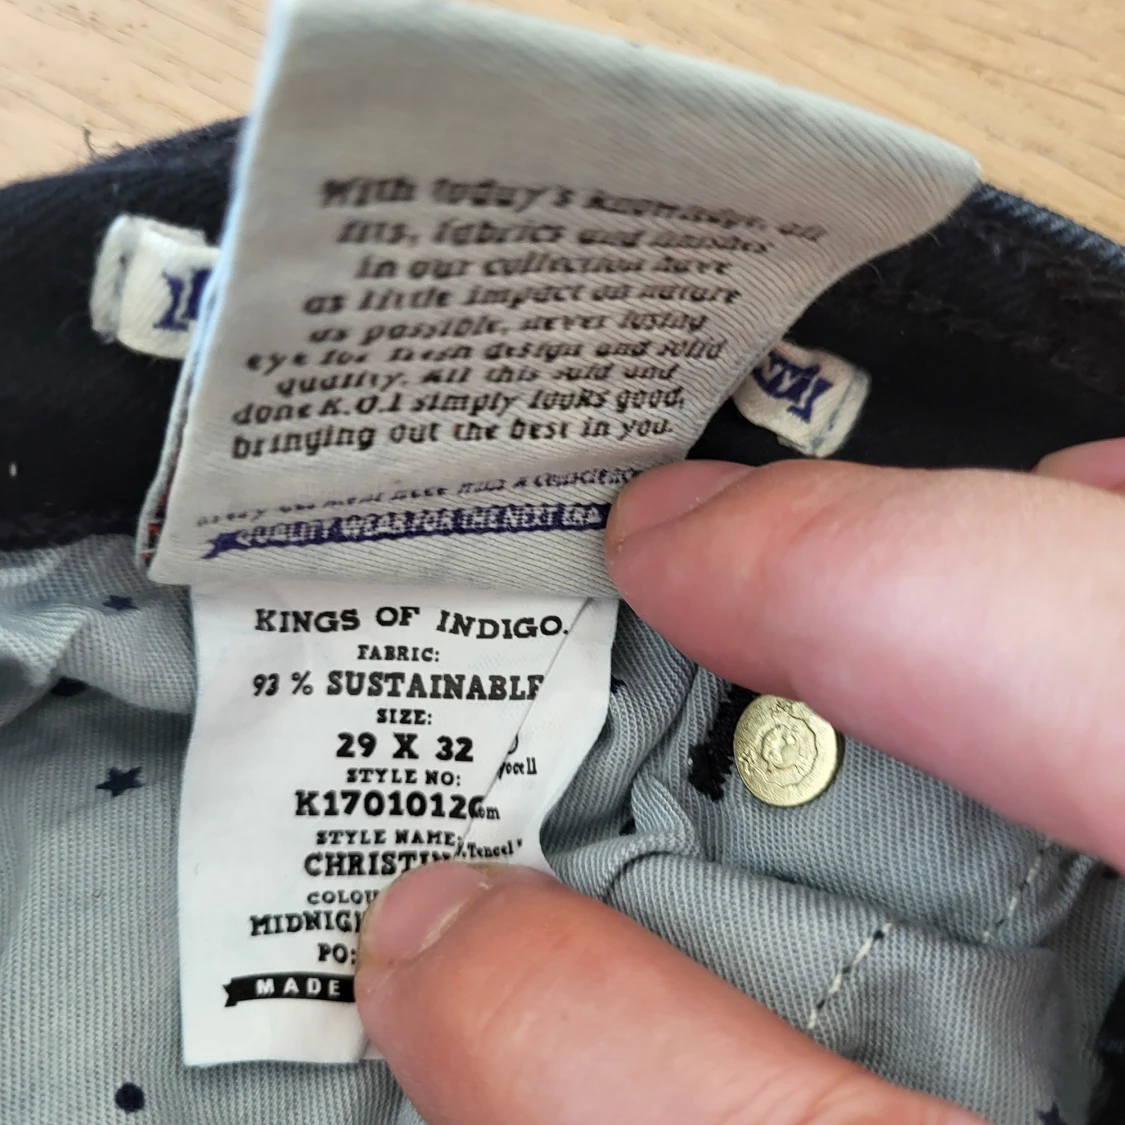 With today's knowledge, all
fits, fabrics and finishes
in our collection have
as little impact on nature
as possible, never losing
eye for fresh design and solid
quality. All this said and
done K.O.I simply looks good,
bringing out the best in you.
QUALITY WEAR FOR THE NEXT ERA
KINGS OF INDIGO.
FABRIC:
93 % SUSTAINABLE
SIZE:
29 X 32
STYLE NO:
K17010120
STYLE NAME:
CHRISTIN
COLOU
MIDNIGH
PO:
MADE